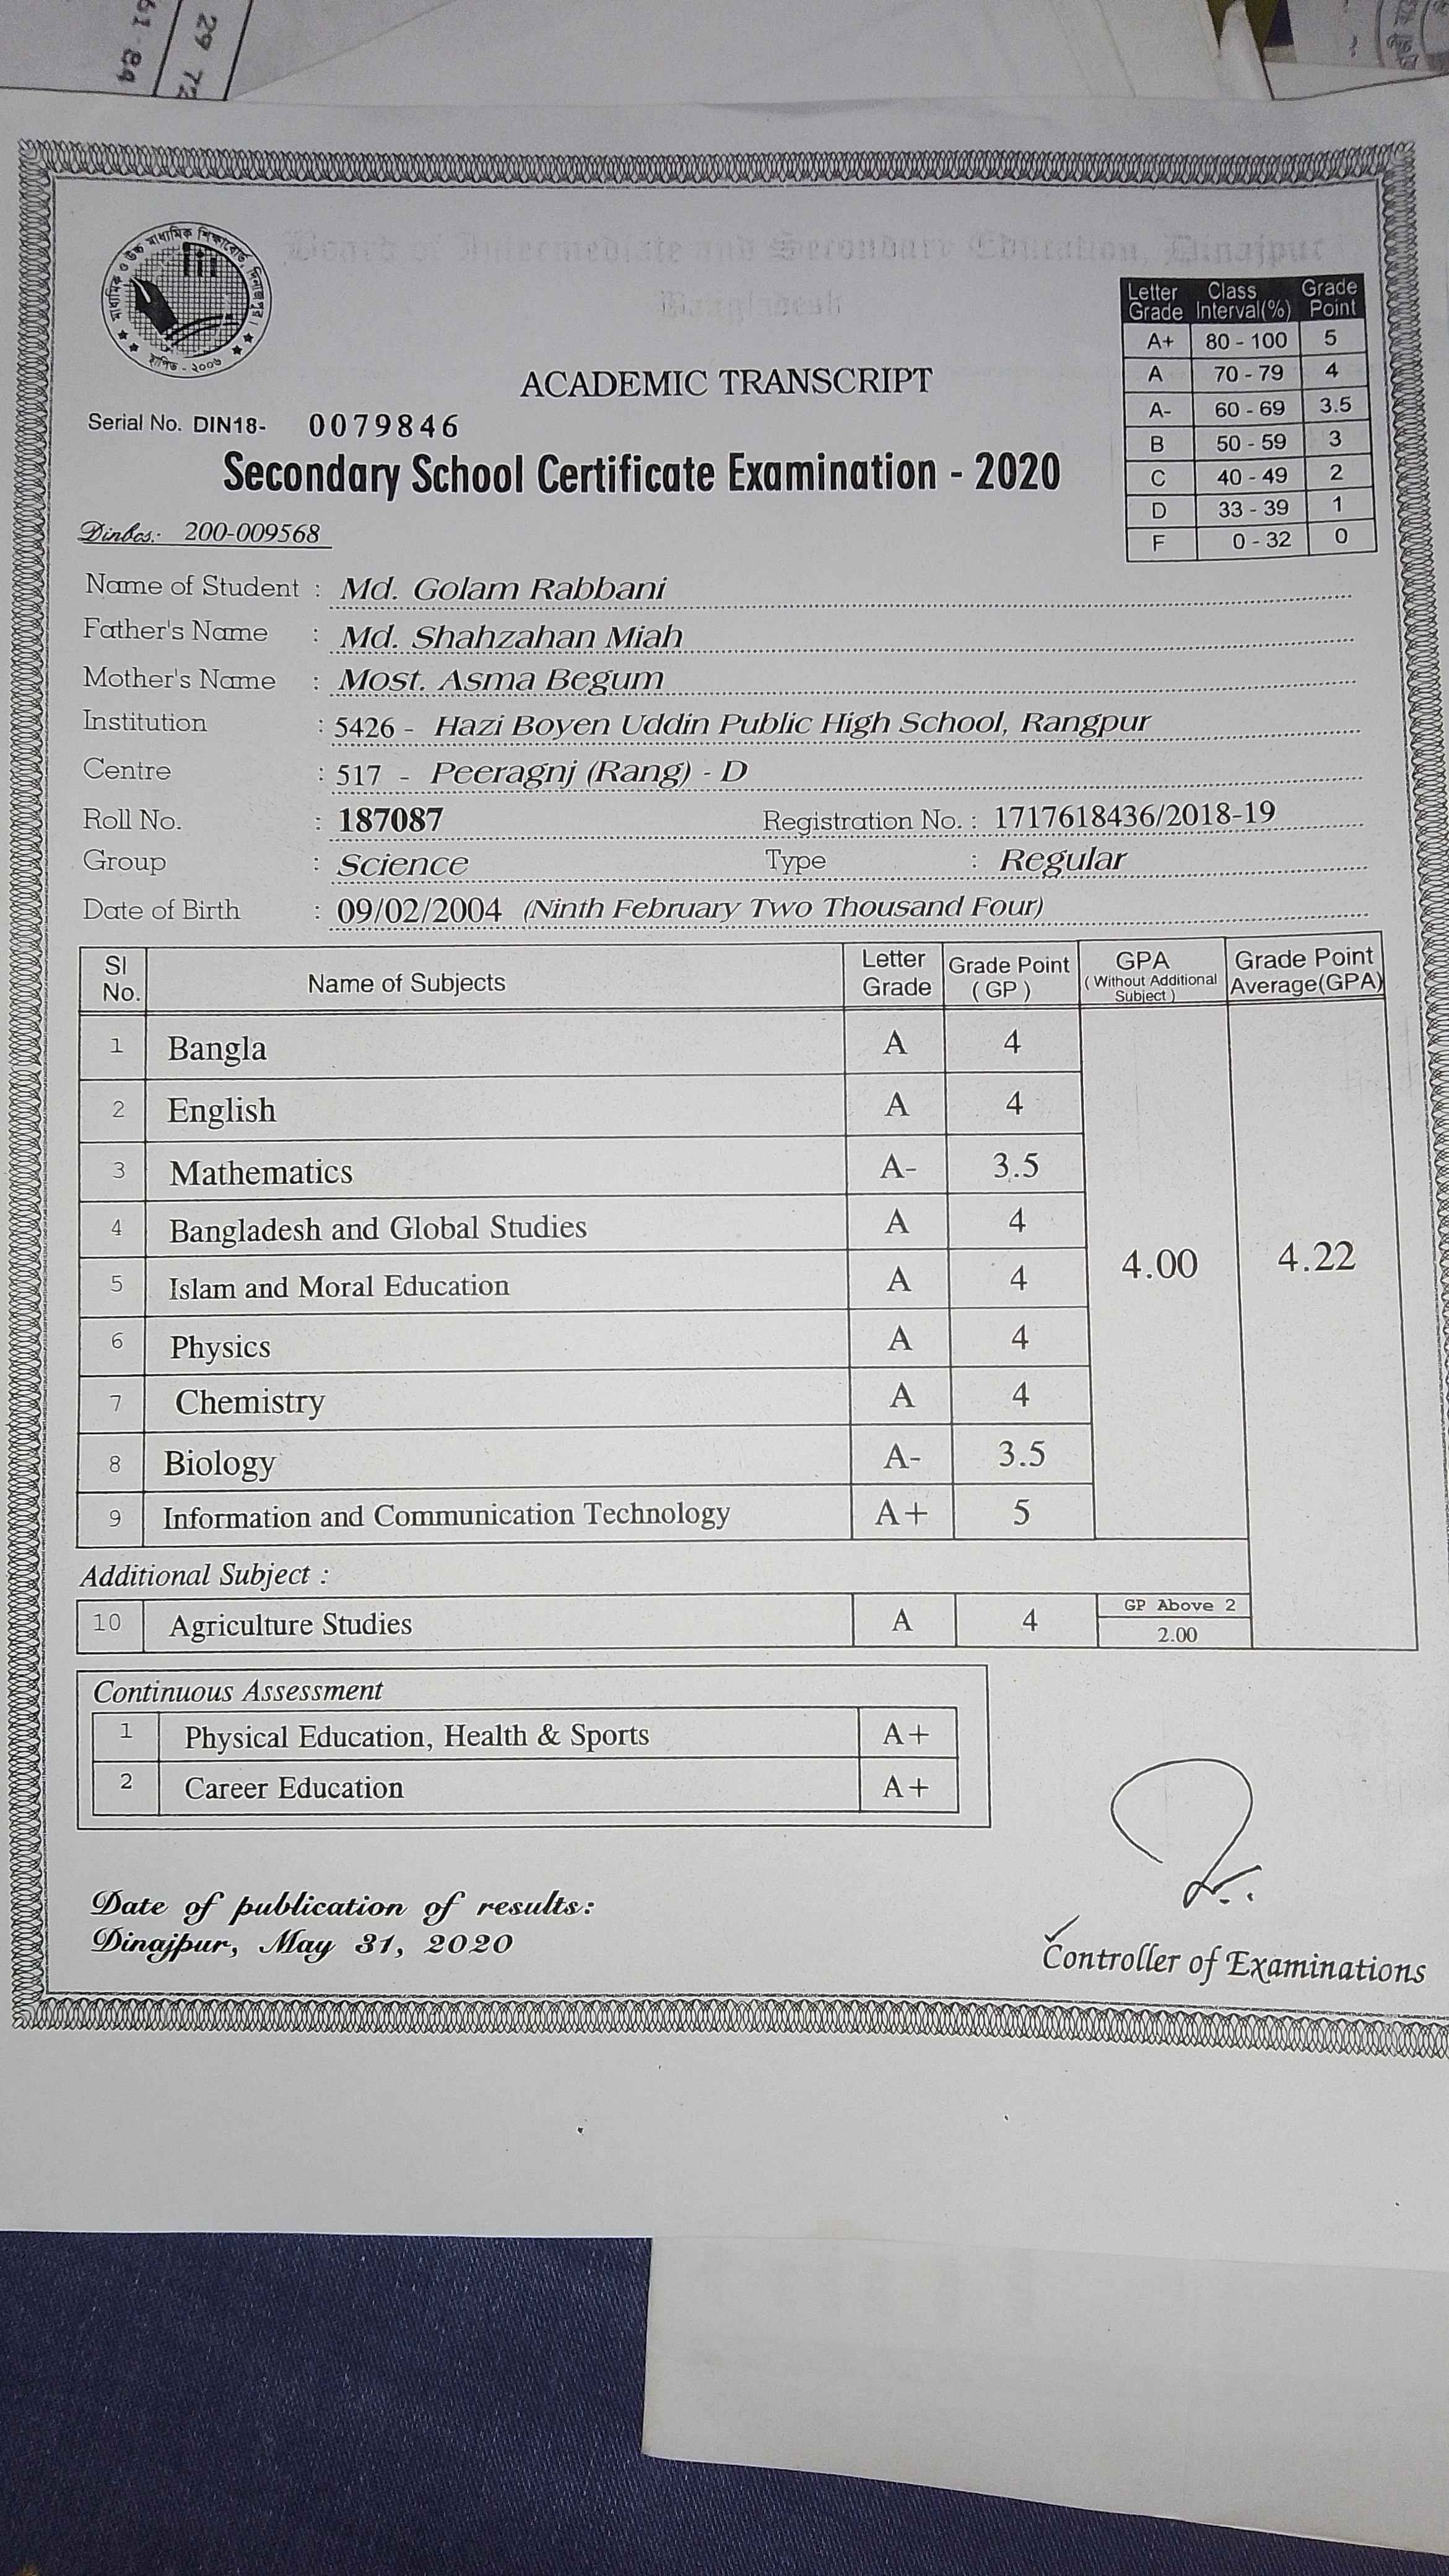 61 84
29 72
মাধ্যমিক ও উচ্চ মাধ্যমিক শিক্ষাবোর্ড, দিনাজপুর।
স্থাপিত - ২০০৬
Board of Intermediate and Secondary Education, Dinajpur
Bangladesh
Letter Grade Class Interval(%) Grade Point
A+ 80 - 100 5
A 70 - 79 4
A- 60 - 69 3.5
B 50 - 59 3
C 40 - 49 2
D 33 - 39 1
F 0 - 32 0
ACADEMIC TRANSCRIPT
Serial No. DIN18- 0079846
Secondary School Certificate Examination - 2020
Dinbos: 200-009568
Name of Student : Md. Golam Rabbani
Father's Name : Md. Shahzahan Miah
Mother's Name : Most. Asma Begum
Institution : 5426 - Hazi Boyen Uddin Public High School, Rangpur
Centre : 517 - Peeragnj (Rang) - D
Roll No. : 187087 Registration No. : 1717618436/2018-19
Group : Science Type : Regular
Date of Birth : 09/02/2004 (Ninth February Two Thousand Four)
Sl No. Name of Subjects Letter Grade Grade Point (GP) GPA (Without Additional Subject) Grade Point Average(GPA)
1 Bangla A 4
2 English A 4
3 Mathematics A- 3.5
4 Bangladesh and Global Studies A 4
5 Islam and Moral Education A 4 4.00 4.22
6 Physics A 4
7 Chemistry A 4
8 Biology A- 3.5
9 Information and Communication Technology A+ 5
Additional Subject :
10 Agriculture Studies A 4 GP Above 2 2.00
Continuous Assessment
1 Physical Education, Health & Sports A+
2 Career Education A+
Date of publication of results:
Dinajpur, May 31, 2020
Controller of Examinations